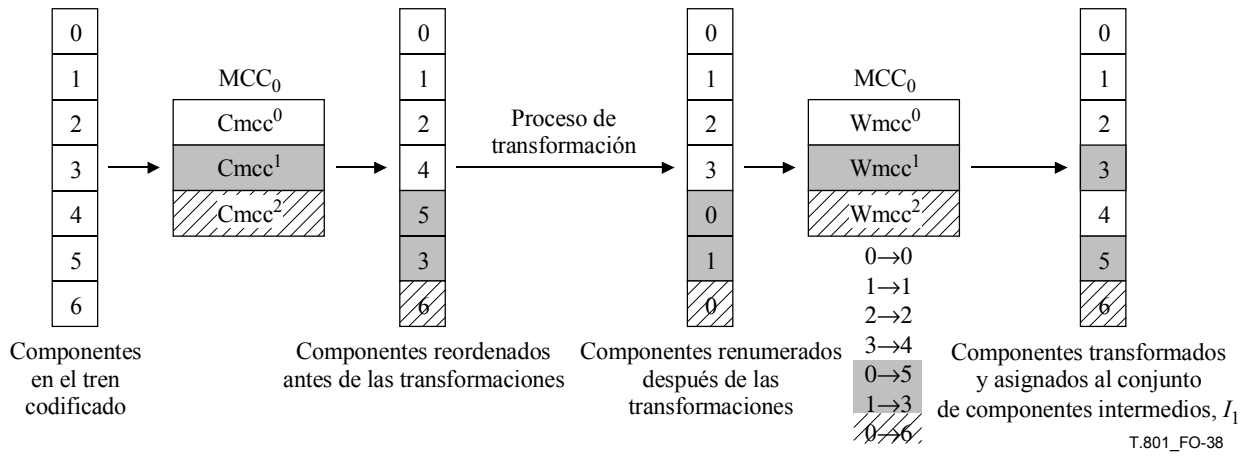 0
1
2
3
4
5
6
Componentes
en el tren
codificado
MCC0
Cmcc0
Cmcc1
Cmcc2
0
1
2
4
5
3
6
Componentes reordenados
antes de las transformaciones
Proceso de
transformación
0
1
2
3
0
1
0
Componentes renumerados
después de las
transformaciones
MCC0
Wmcc0
Wmcc1
Wmcc2
0→0
1→1
2→2
3→4
0→5
1→3
0→6
0
1
2
3
4
5
6
Componentes transformados
y asignados al conjunto
de componentes intermedios, I1
T.801_FO-38